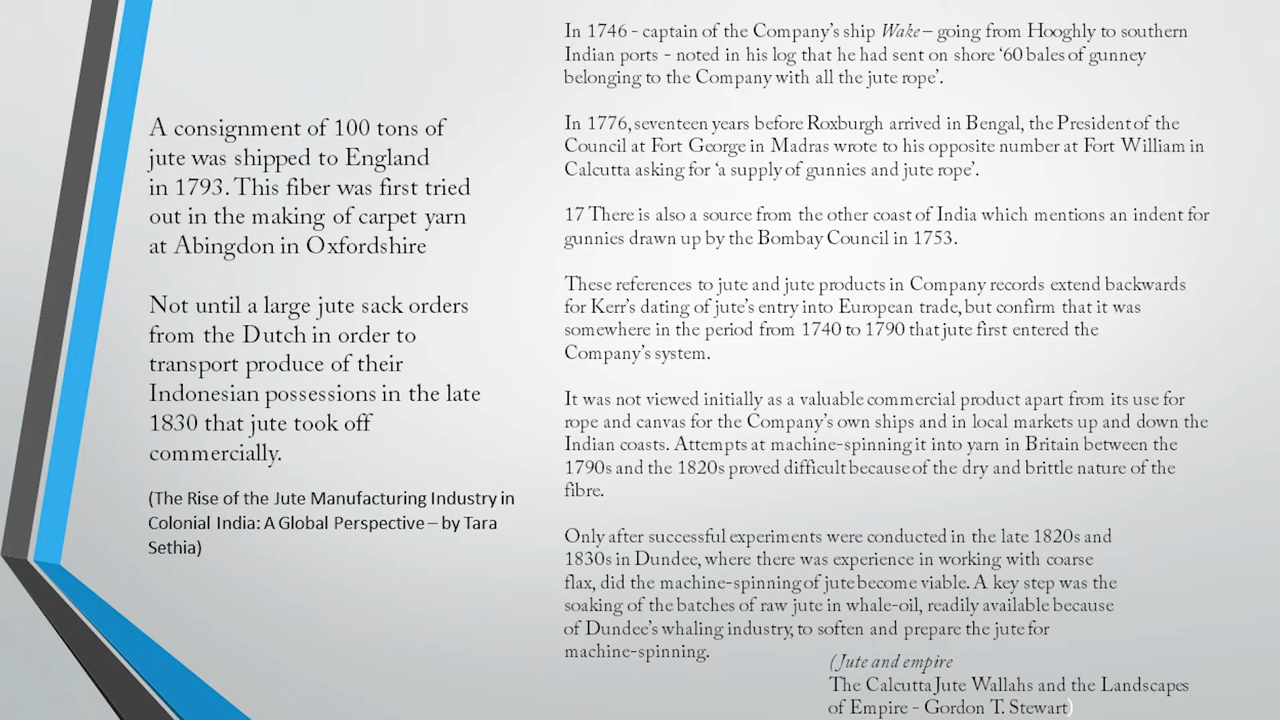 A consignment of 100 tons of
jute was shipped to England
in 1793. This fiber was first tried
out in the making of carpet yarn
at Abingdon in Oxfordshire
Not until a large jute sack orders
from the Dutch in order to
transport produce of their
Indonesian possessions in the late
1830 that jute took off
commercially.
(The Rise of the Jute Manufacturing Industry in
Colonial India: A Global Perspective – by Tara
Sethia)
In 1746 - captain of the Company's ship Wake – going from Hooghly to southern
Indian ports - noted in his log that he had sent on shore '60 bales of gunney
belonging to the Company with all the jute rope'.
In 1776, seventeen years before Roxburgh arrived in Bengal, the President of the
Council at Fort George in Madras wrote to his opposite number at Fort William in
Calcutta asking for 'a supply of gunnies and jute rope'.
17 There is also a source from the other coast of India which mentions an indent for
gunnies drawn up by the Bombay Council in 1753.
These references to jute and jute products in Company records extend backwards
for Kerr's dating of jute's entry into European trade, but confirm that it was
somewhere in the period from 1740 to 1790 that jute first entered the
Company's system.
It was not viewed initially as a valuable commercial product apart from its use for
rope and canvas for the Company's own ships and in local markets up and down the
Indian coasts. Attempts at machine-spinning it into yarn in Britain between the
1790s and the 1820s proved difficult because of the dry and brittle nature of the
fibre.
Only after successful experiments were conducted in the late 1820s and
1830s in Dundee, where there was experience in working with coarse
flax, did the machine-spinning of jute become viable. A key step was the
soaking of the batches of raw jute in whale-oil, readily available because
of Dundee's whaling industry, to soften and prepare the jute for
machine-spinning.
(Jute and empire
The Calcutta Jute Wallahs and the Landscapes
of Empire - Gordon T. Stewart)